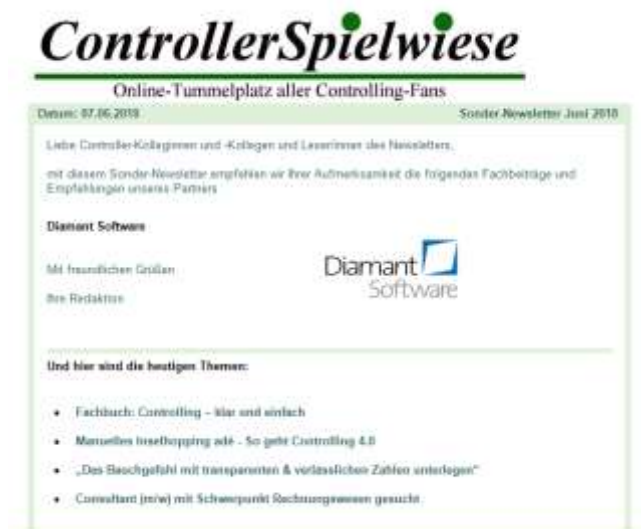 ControllerSpielwiese
Online-Tummelplatz aller Controlling-Fans
Datum: 07.06.2018 Sonder-Newsletter Juni 2018
Liebe Controller-Kolleginnen und -Kollegen und Leser/innen des Newsletters,
mit diesem Sonder-Newsletter empfehlen wir Ihrer Aufmerksamkeit die folgenden Fachbeiträge und
Empfehlungen unseres Partners
Diamant Software
Diamant
Software
Mit freundlichen Grüßen
Ihre Redaktion
Und hier sind die heutigen Themen:
• Fachbuch: Controlling – klar und einfach
• Manuelles Inselhopping adé - So geht Controlling 4.0
• „Das Bauchgefühl mit transparenten & verlässlichen Zahlen unterlegen"
• Consultant (m/w) mit Schwerpunkt Rechnungswesen gesucht